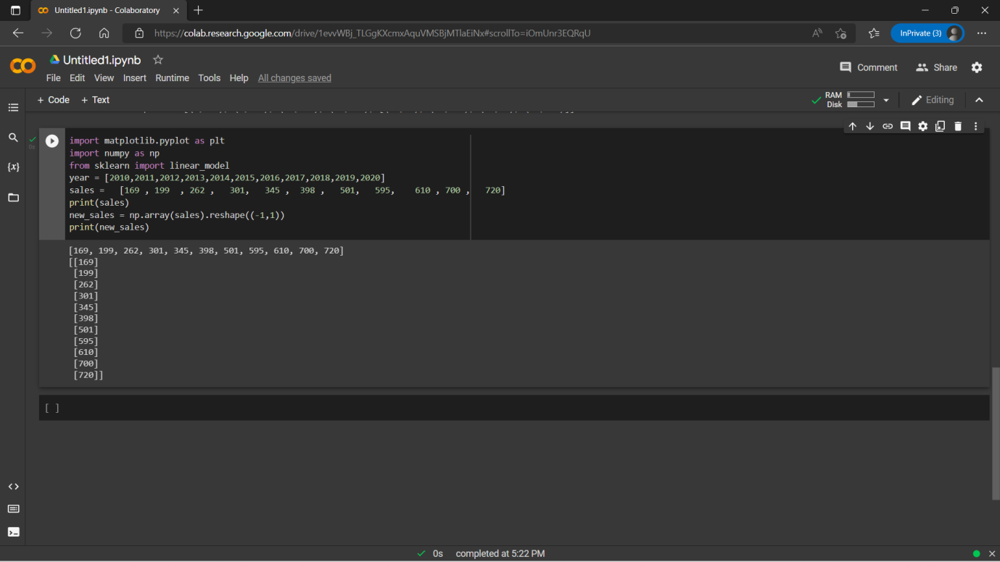 Untitled1.ipynb - Colaboratory
https://colab.research.google.com/drive/1evvWBj_TLGgKXcmxAquVMSBjMTlaEiNx#scrollTo=iOmUnr3EQRqU
InPrivate (3)
Untitled1.ipynb
File Edit View Insert Runtime Tools Help All changes saved
Comment Share
+ Code + Text
RAM
Disk
Editing
0s
import matplotlib.pyplot as plt
import numpy as np
from sklearn import linear_model
year = [2010,2011,2012,2013,2014,2015,2016,2017,2018,2019,2020]
sales =   [169 , 199  , 262 ,   301,   345 ,  398 ,   501,   595,    610 , 700 ,   720]
print(sales)
new_sales = np.array(sales).reshape((-1,1))
print(new_sales)
[169, 199, 262, 301, 345, 398, 501, 595, 610, 700, 720]
[[169]
[199]
[262]
[301]
[345]
[398]
[501]
[595]
[610]
[700]
[720]]
[ ]
0s completed at 5:22 PM